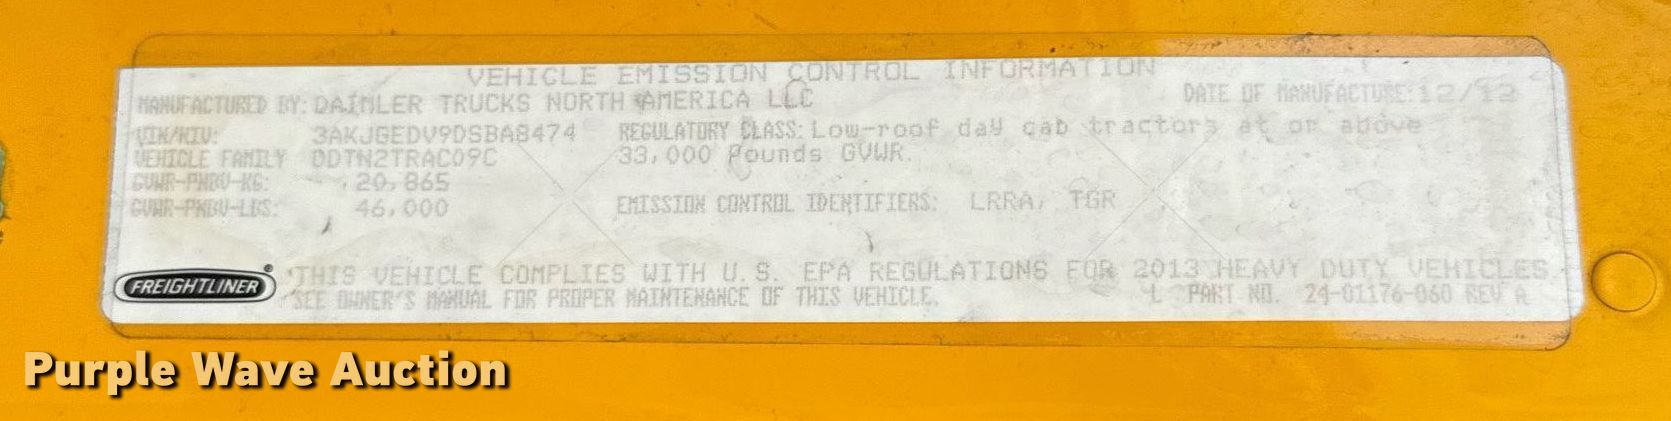 VEHICLE EMISSION CONTROL INFORMATION
MANUFACTURED BY: DAIMLER TRUCKS NORTH AMERICA LLC DATE OF MANUFACTURE: 12/12
VIN/NIV: 3AKJGEDV9DSBA8474 REGULATORY CLASS: Low-roof day cab tractors at or above
VEHICLE FAMILY DDTN2TRAC09C 33,000 Pounds GVWR.
GVWR-PNBV-KG: 20,865
GVWR-PNBV-LBS: 46,000 EMISSION CONTROL IDENTIFIERS: LRRA, TGR
FREIGHTLINER® THIS VEHICLE COMPLIES WITH U.S. EPA REGULATIONS FOR 2013 HEAVY DUTY VEHICLES.
SEE OWNER'S MANUAL FOR PROPER MAINTENANCE OF THIS VEHICLE. L PART NO. 24-01176-060 REV A
Purple Wave Auction